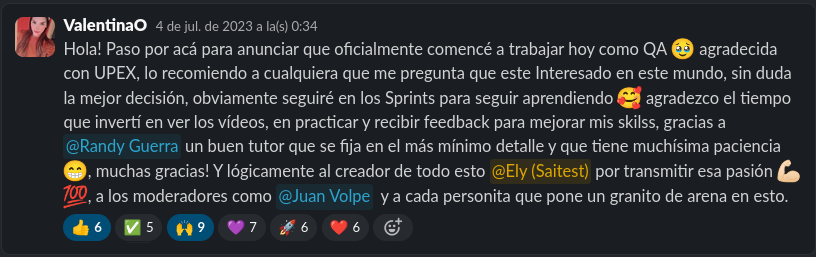 ValentinaO 4 de jul. de 2023 a la(s) 0:34
Hola! Paso por acá para anunciar que oficialmente comencé a trabajar hoy como QA 🥹 agradecida
con UPEX, lo recomiendo a cualquiera que me pregunta que este Interesado en este mundo, sin duda
la mejor decisión, obviamente seguiré en los Sprints para seguir aprendiendo 🥰 agradezco el tiempo
que invertí en ver los vídeos, en practicar y recibir feedback para mejorar mis skilss, gracias a
@Randy Guerra un buen tutor que se fija en el más mínimo detalle y que tiene muchísima paciencia
😁, muchas gracias! Y lógicamente al creador de todo esto @Ely (Saitest) por transmitir esa pasión 💪🏻
💯, a los moderadores como @Juan Volpe y a cada personita que pone un granito de arena en esto.
👍 6 ✅ 5 🙌 9 💜 7 🚀 6 ❤️ 6